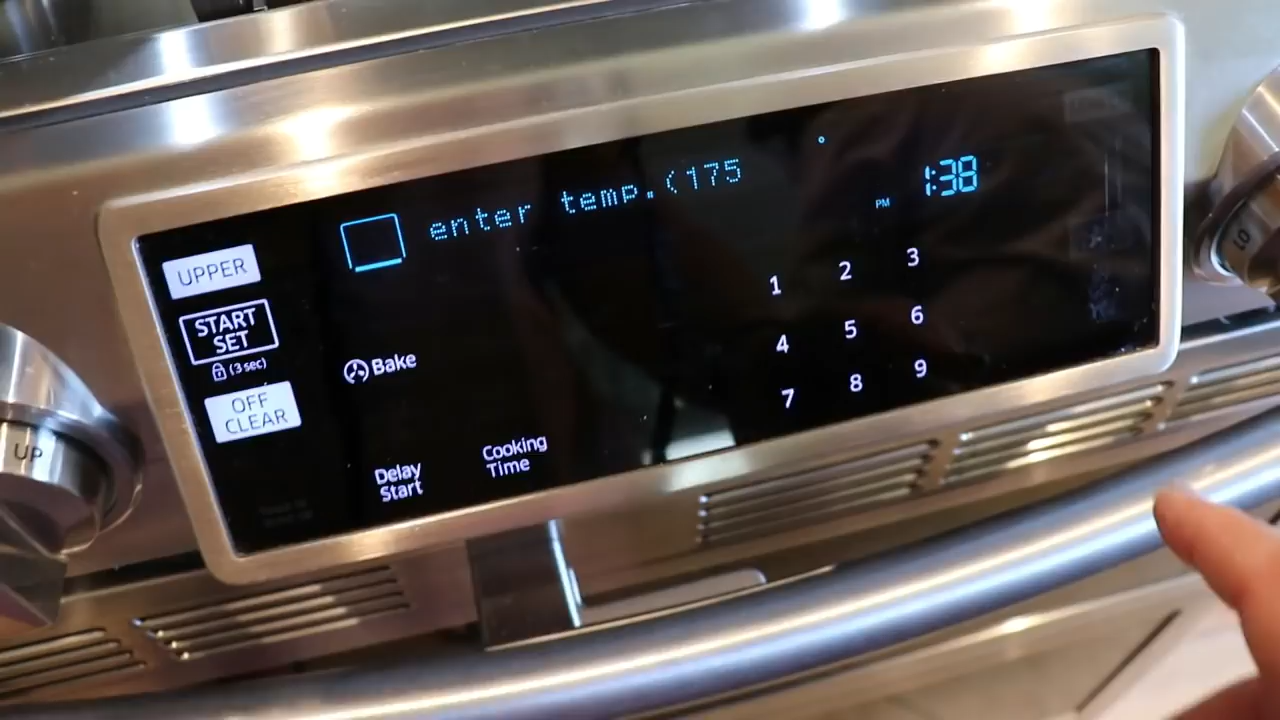 enter temp.(175 °
PM 1:38
UPPER
START
SET
(3 sec)
OFF
CLEAR
Bake
Delay
Start
Cooking
Time
1 2 3
4 5 6
7 8 9
UP
LO